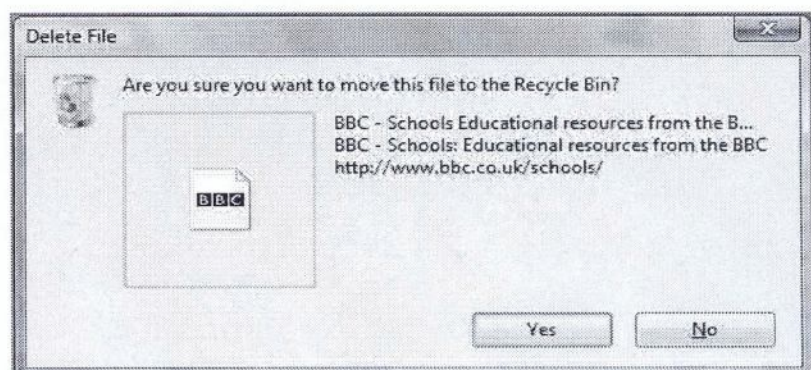 Delete File
Are you sure you want to move this file to the Recycle Bin?
BBC - Schools Educational resources from the B...
BBC - Schools: Educational resources from the BBC
http://www.bbc.co.uk/schools/
BBC
Yes
No